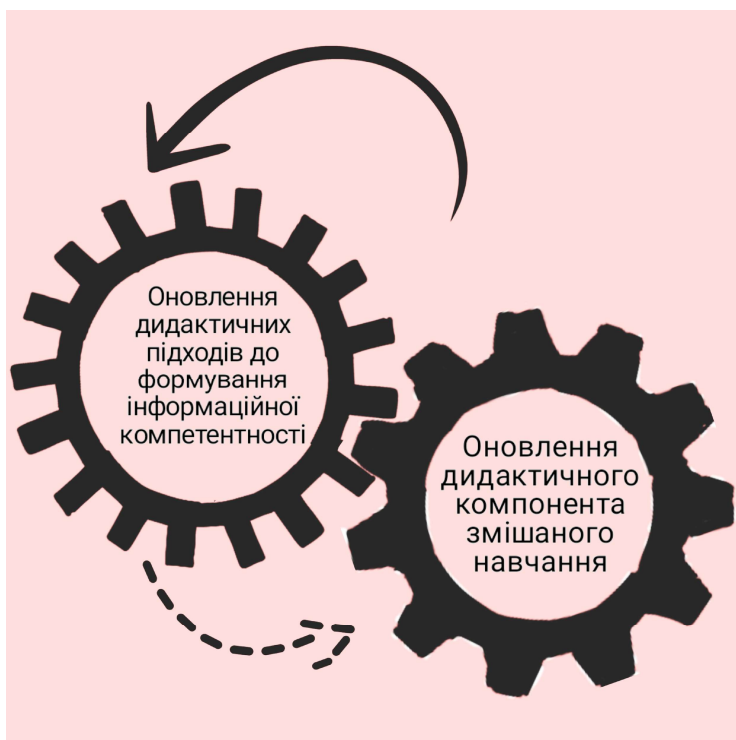 Оновлення
дидактичних
підходів до
формування
інформаційної
компетентності
Оновлення
дидактичного
компонента
змішаного
навчання